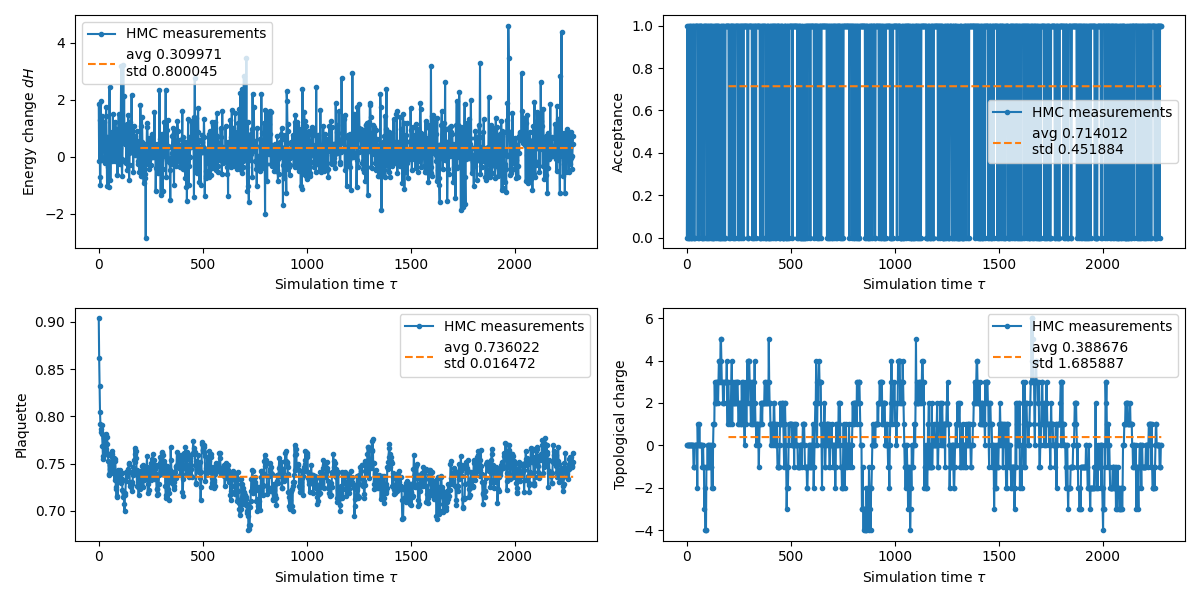 HMC measurements
avg 0.309971
std 0.800045
Energy change dH
4
2
0
−2
0 500 1000 1500 2000
Simulation time τ
HMC measurements
avg 0.714012
std 0.451884
Acceptance
1.0
0.8
0.6
0.4
0.2
0.0
0 500 1000 1500 2000
Simulation time τ
HMC measurements
avg 0.736022
std 0.016472
Plaquette
0.90
0.85
0.80
0.75
0.70
0 500 1000 1500 2000
Simulation time τ
HMC measurements
avg 0.388676
std 1.685887
Topological charge
6
4
2
0
−2
−4
0 500 1000 1500 2000
Simulation time τ